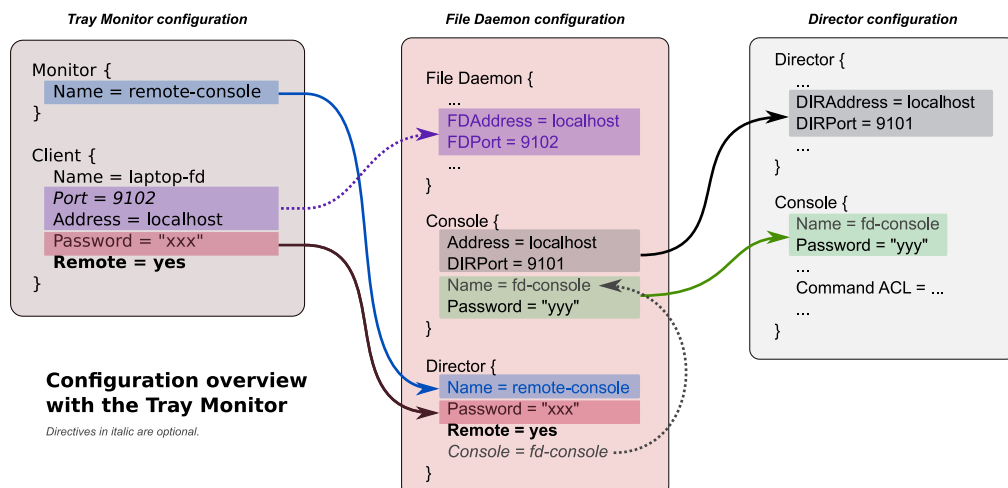 Tray Monitor configuration
Monitor {
Name = remote-console
}
Client {
Name = laptop-fd
Port = 9102
Address = localhost
Password = "xxx"
Remote = yes
}
Configuration overview
with the Tray Monitor
Directives in italic are optional.
File Daemon configuration
File Daemon {
...
FDAddress = localhost
FDPort = 9102
...
}
Console {
Address = localhost
DIRPort = 9101
Name = fd-console
Password = "yyy"
}
Director {
Name = remote-console
Password = "xxx"
Remote = yes
Console = fd-console
}
Director configuration
Director {
...
DIRAddress = localhost
DIRPort = 9101
...
}
Console {
Name = fd-console
Password = "yyy"
...
Command ACL = ...
...
}